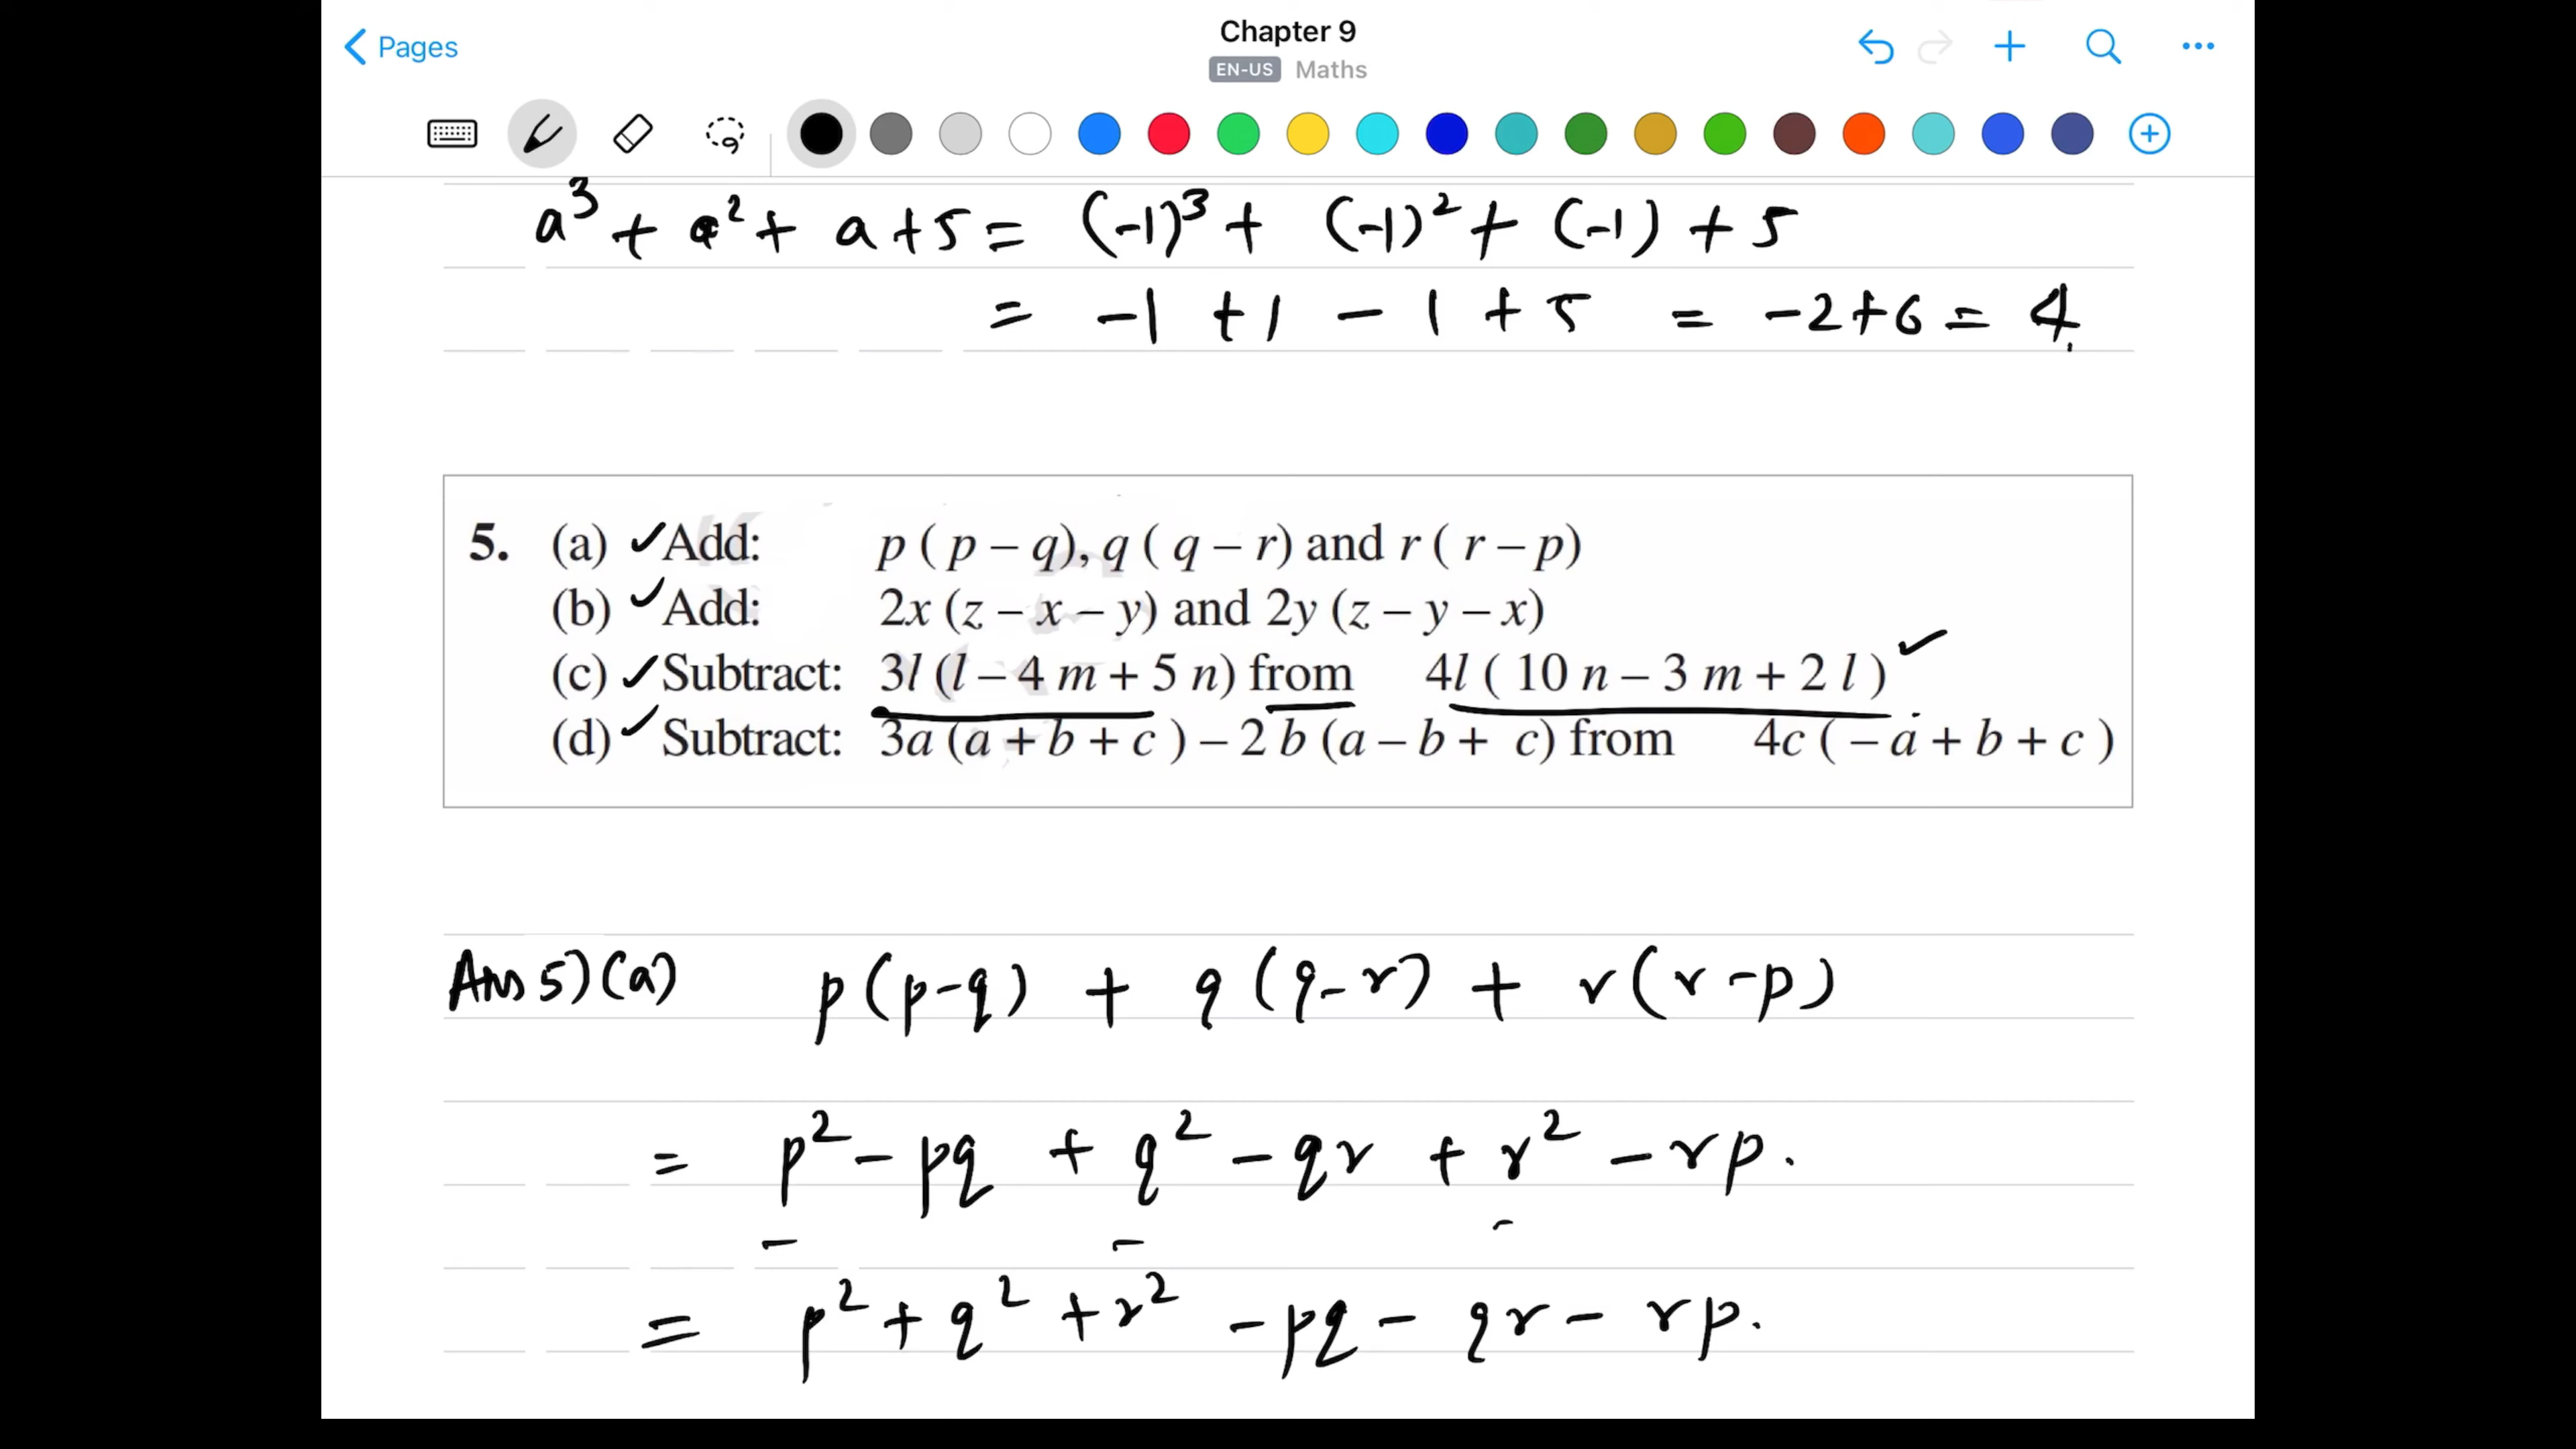 Pages
Chapter 9
EN-US Maths
a³ + a² + a + 5 = (-1)³ + (-1)² + (-1) + 5
= -1 + 1 - 1 + 5 = -2 + 6 = 4.
5. (a) ✓Add: p ( p – q), q ( q – r) and r ( r – p)
(b) ✓Add: 2x (z – x – y) and 2y (z – y – x)
(c) ✓Subtract: 3l (l – 4 m + 5 n) from 4l ( 10 n – 3 m + 2 l ) ✓
(d) ✓Subtract: 3a (a + b + c ) – 2 b (a – b + c) from 4c ( – a + b + c )
Ans 5) (a) p(p-q) + q(q-r) + r(r-p)
= p² - pq + q² - qr + r² - rp.
= p² + q² + r² - pq - qr - rp.